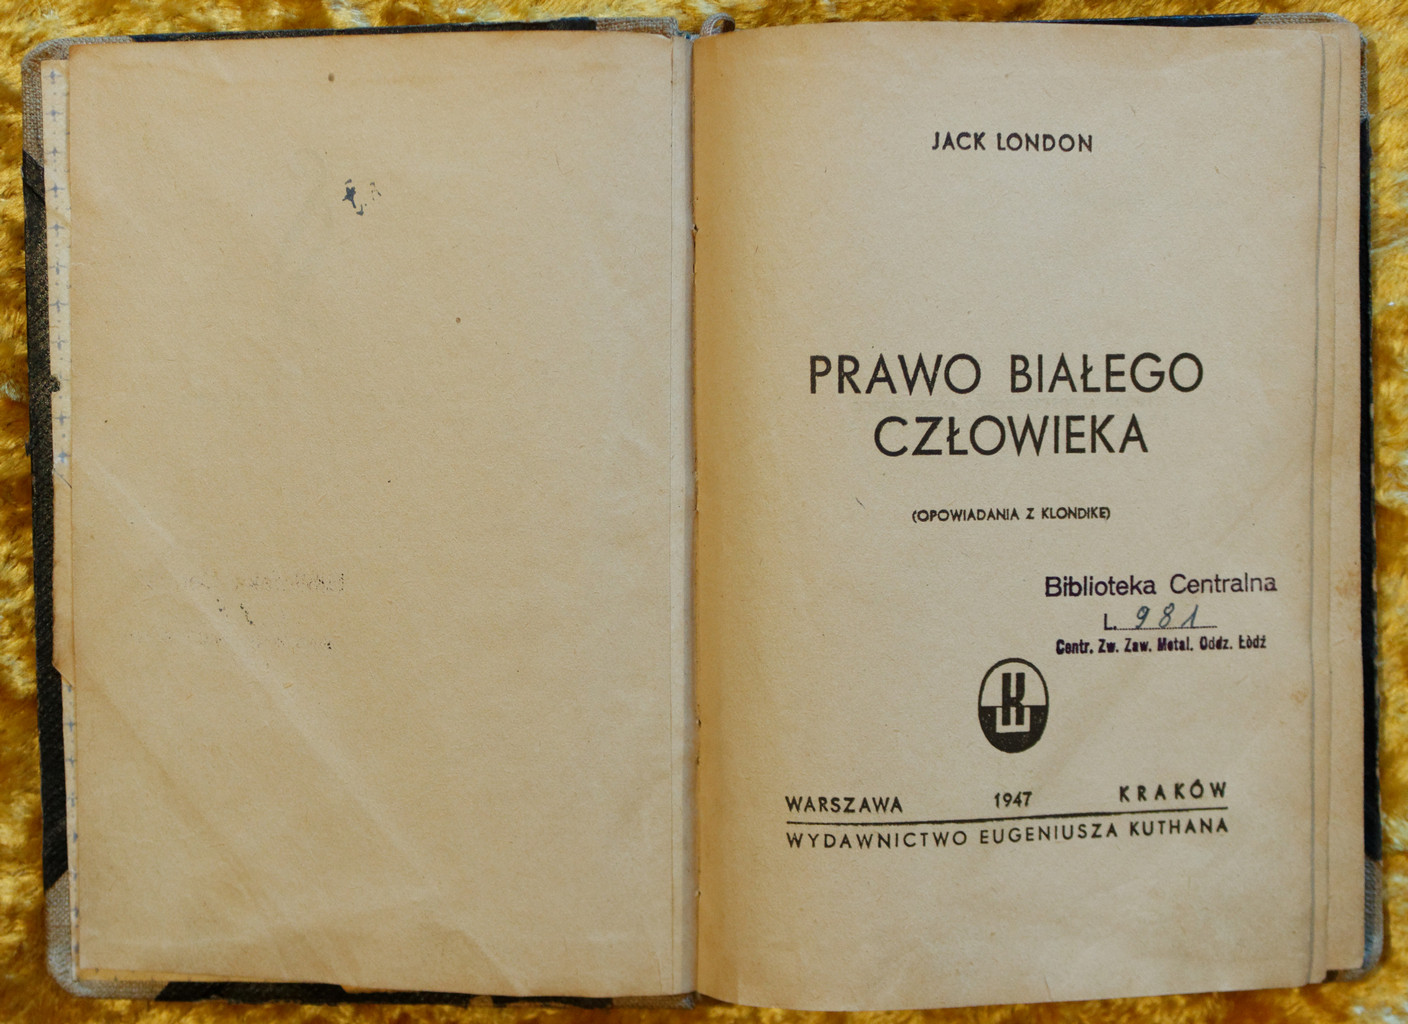 JACK LONDON
PRAWO BIAŁEGO
CZŁOWIEKA
(OPOWIADANIA Z KLONDIKE)
Biblioteka Centralna
L. 981
Centr. Zw. Zaw. Metal. Oddz. Łòdź
WARSZAWA 1947 KRAKÓW
WYDAWNICTWO EUGENIUSZA KUTHANA